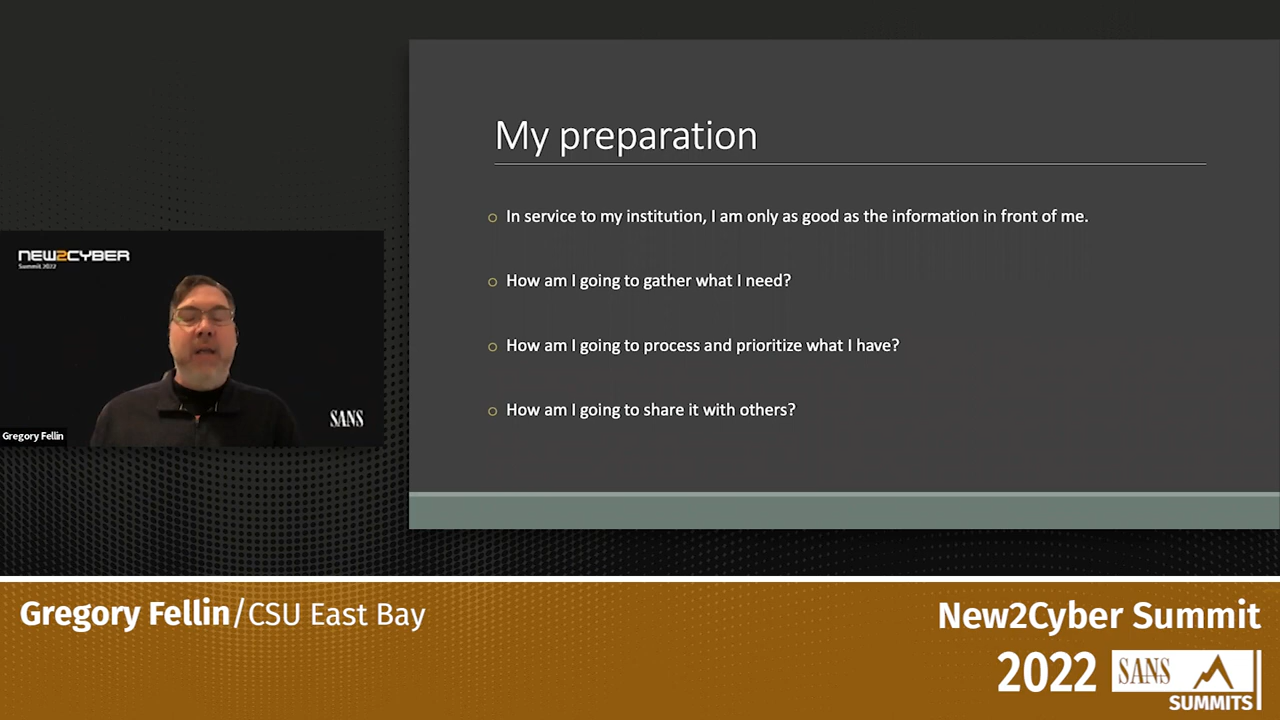 My preparation
In service to my institution, I am only as good as the information in front of me.
How am I going to gather what I need?
How am I going to process and prioritize what I have?
How am I going to share it with others?
NEW2CYBER
Summit 2022
SANS
Gregory Fellin
Gregory Fellin/CSU East Bay
New2Cyber Summit
2022 SANS
SUMMITS